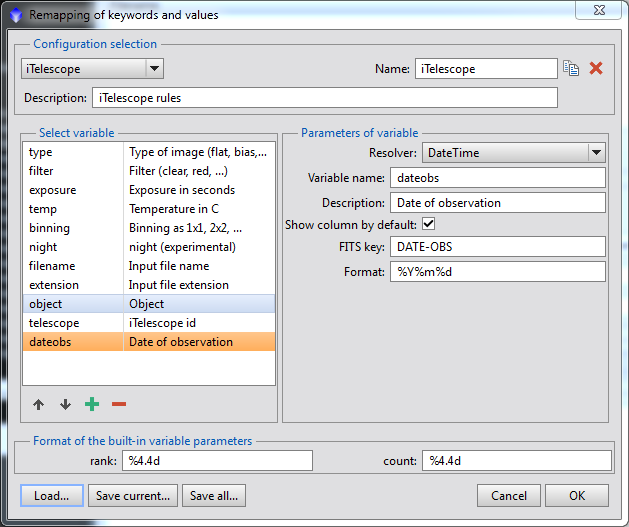 Remapping of keywords and values
Configuration selection
iTelescope Name: iTelescope
Description: iTelescope rules
Select variable
type Type of image (flat, bias,...
filter Filter (clear, red, ...)
exposure Exposure in seconds
temp Temperature in C
binning Binning as 1x1, 2x2, ...
night night (experimental)
filename Input file name
extension Input file extension
object Object
telescope iTelescope id
dateobs Date of observation
Parameters of variable
Resolver: DateTime
Variable name: dateobs
Description: Date of observation
Show column by default:
FITS key: DATE-OBS
Format: %Y%m%d
Format of the built-in variable parameters
rank: %4.4d count: %4.4d
Load... Save current... Save all... Cancel OK